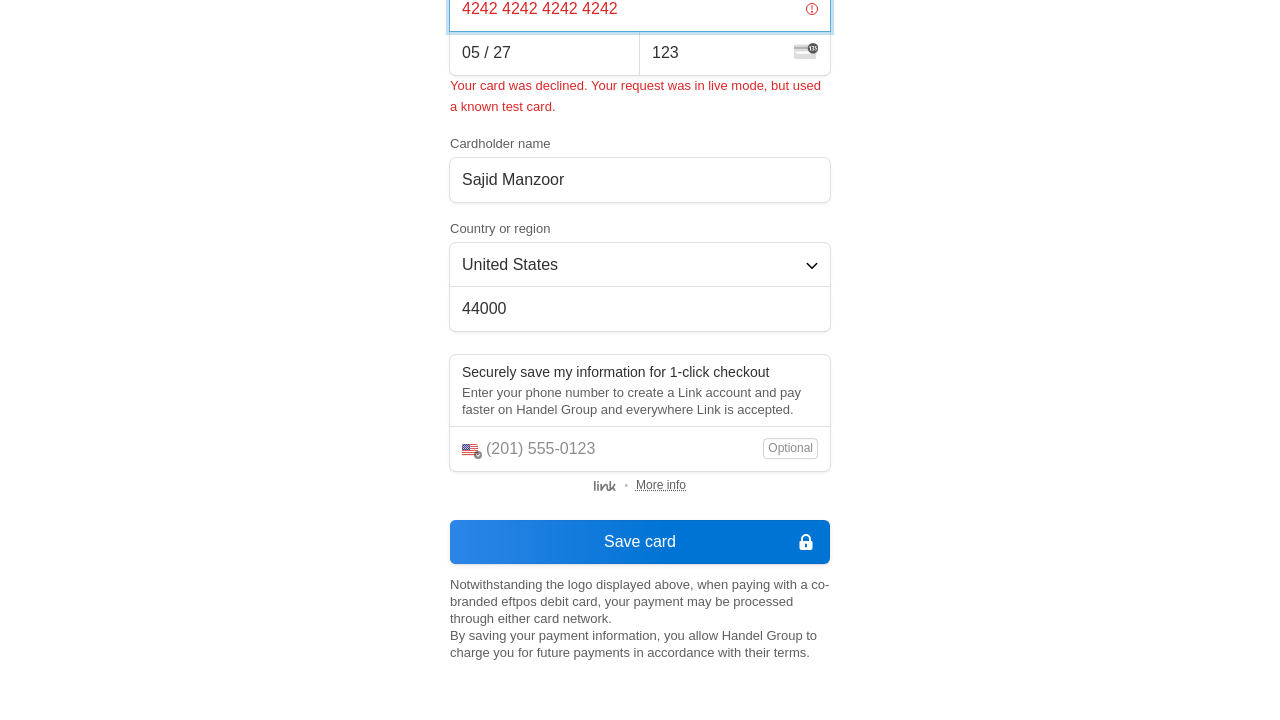 4242 4242 4242 4242
05 / 27
123
Your card was declined. Your request was in live mode, but used
a known test card.
Cardholder name
Sajid Manzoor
Country or region
United States
44000
Securely save my information for 1-click checkout
Enter your phone number to create a Link account and pay
faster on Handel Group and everywhere Link is accepted.
(201) 555-0123
Optional
link • More info
Save card
Notwithstanding the logo displayed above, when paying with a co-
branded eftpos debit card, your payment may be processed
through either card network.
By saving your payment information, you allow Handel Group to
charge you for future payments in accordance with their terms.